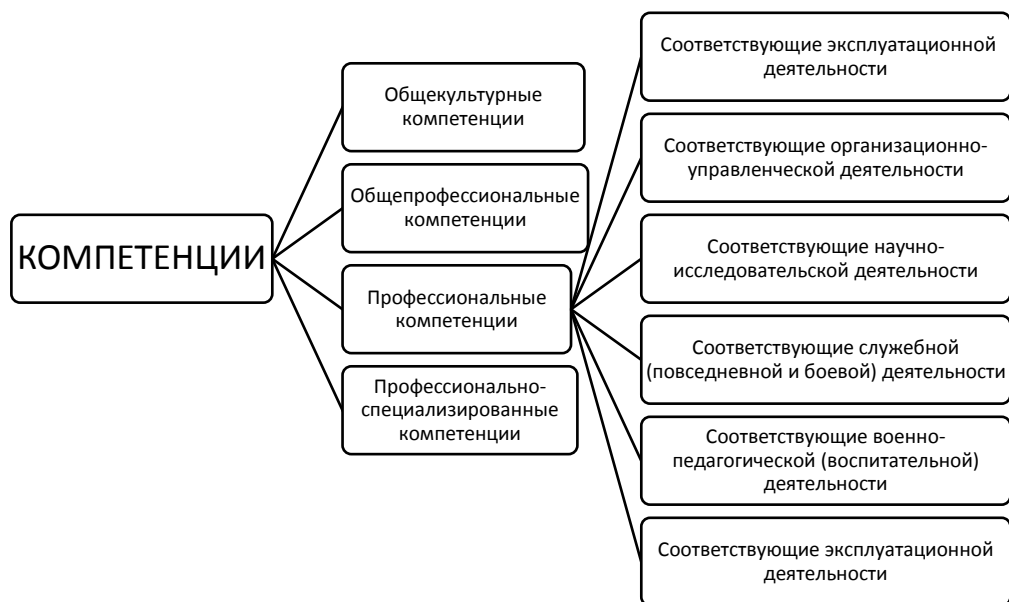 КОМПЕТЕНЦИИ
Общекультурные
компетенции
Общепрофессиональные
компетенции
Профессиональные
компетенции
Профессионально-
специализированные
компетенции
Соответствующие эксплуатационной
деятельности
Соответствующие организационно-
управленческой деятельности
Соответствующие научно-
исследовательской деятельности
Соответствующие служебной
(повседневной и боевой) деятельности
Соответствующие военно-
педагогической (воспитательной)
деятельности
Соответствующие эксплуатационной
деятельности